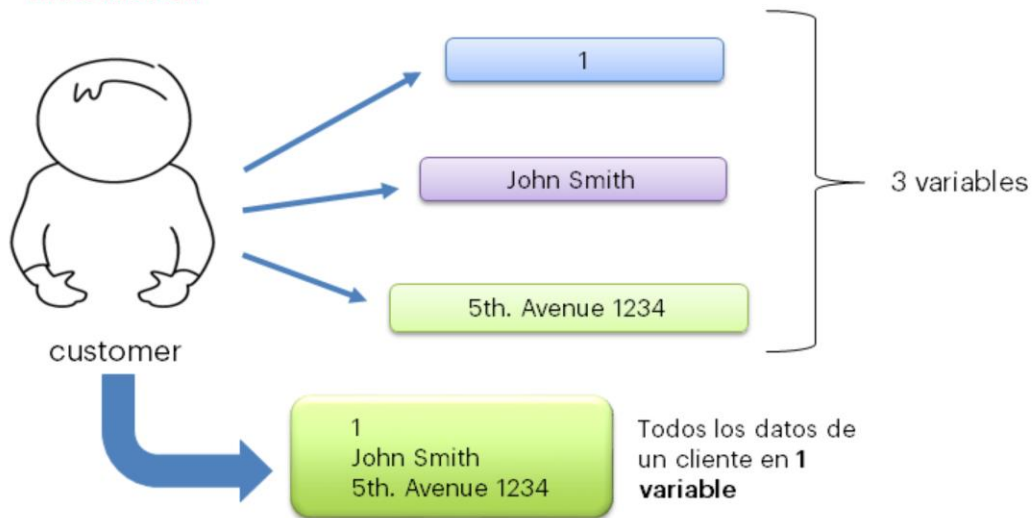 1
John Smith
3 variables
5th. Avenue 1234
customer
1
John Smith
5th. Avenue 1234
Todos los datos de
un cliente en 1
variable